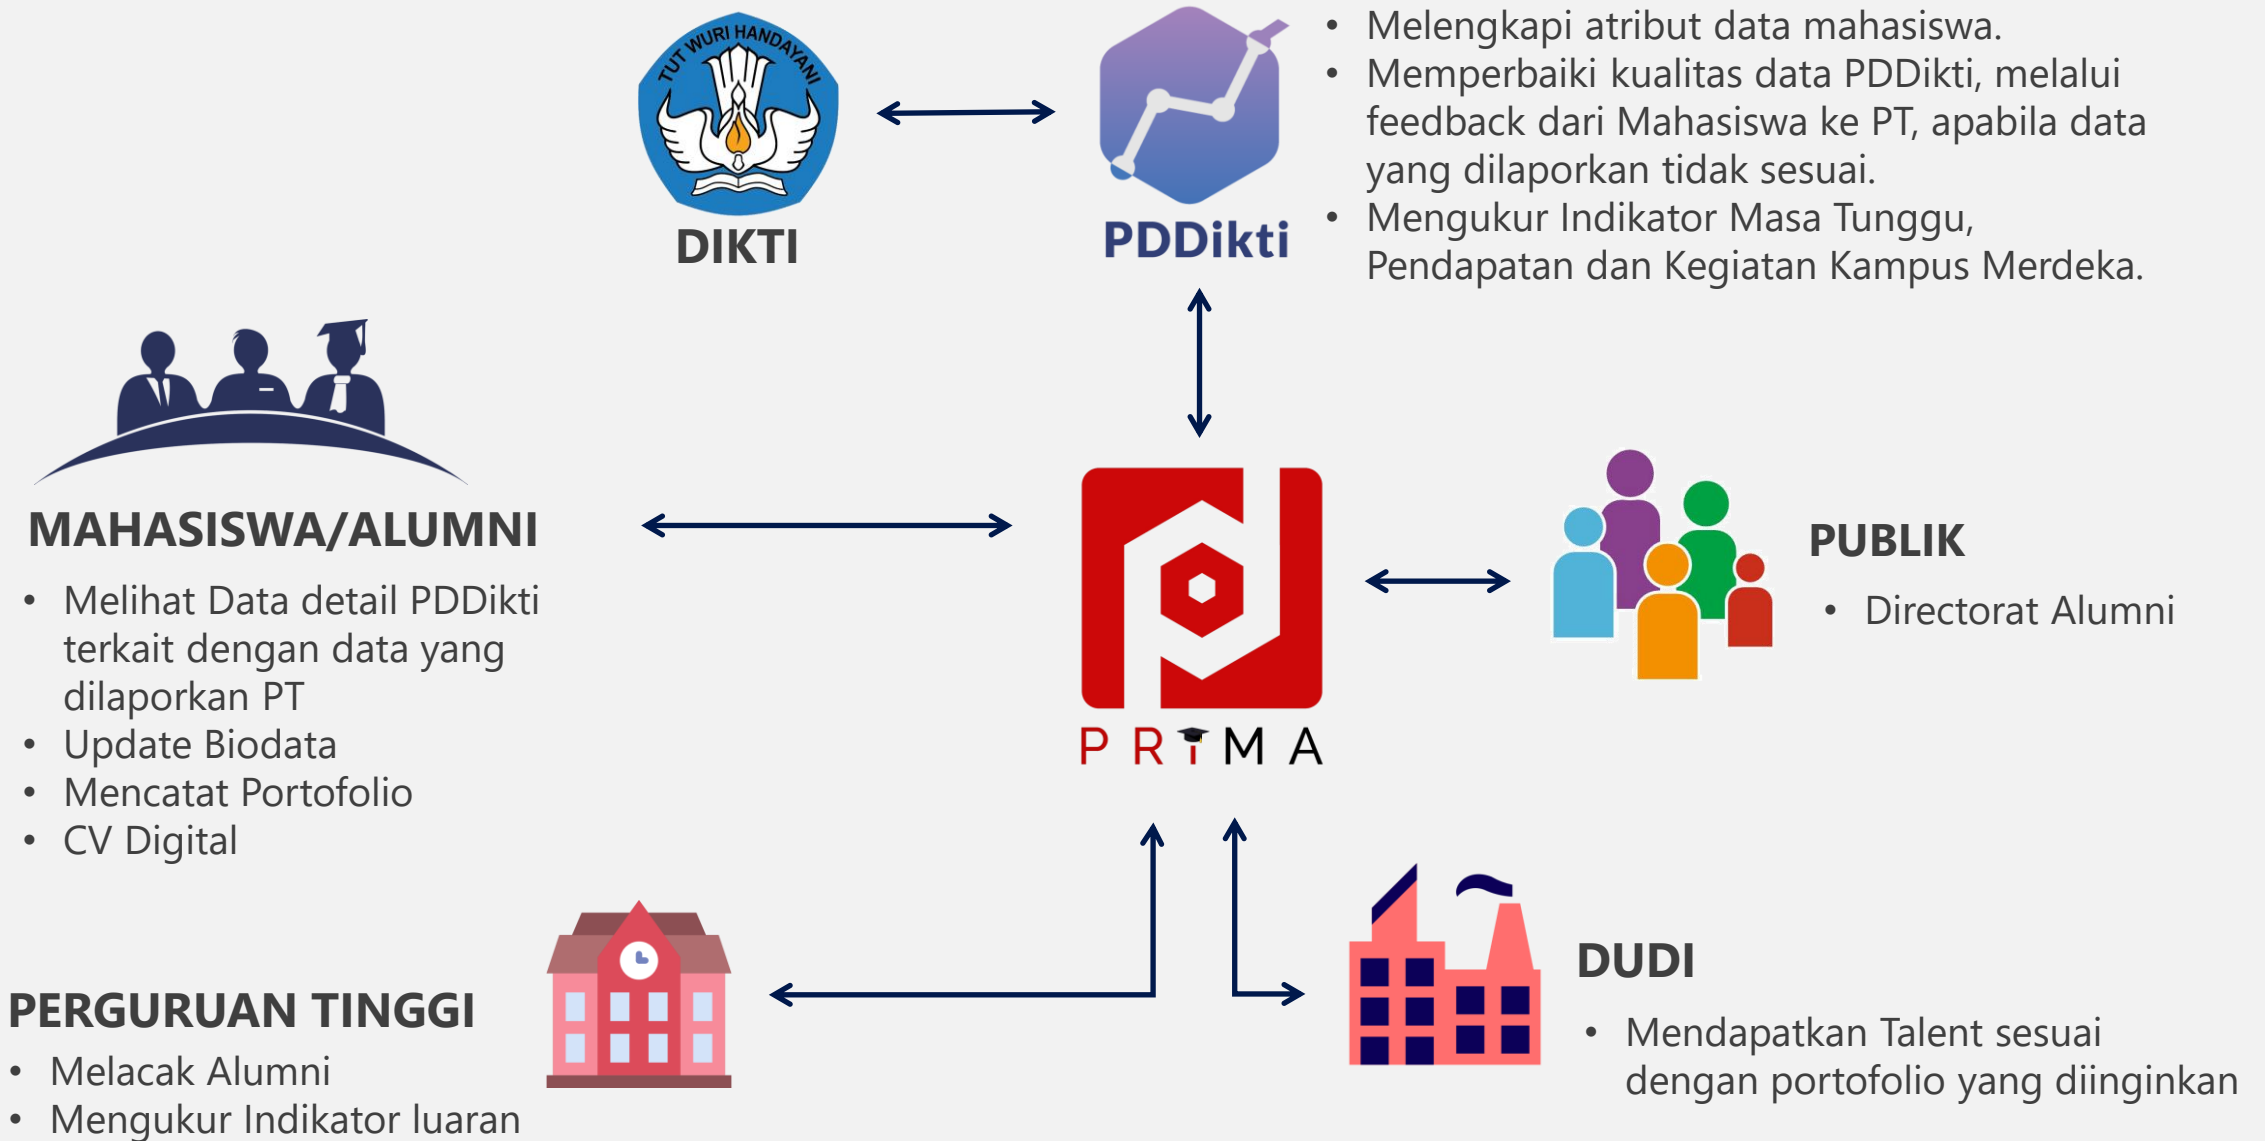 TUT WURI HANDAYANI
DIKTI
PDDikti
• Melengkapi atribut data mahasiswa.
• Memperbaiki kualitas data PDDikti, melalui
feedback dari Mahasiswa ke PT, apabila data
yang dilaporkan tidak sesuai.
• Mengukur Indikator Masa Tunggu,
Pendapatan dan Kegiatan Kampus Merdeka.
MAHASISWA/ALUMNI
• Melihat Data detail PDDikti
terkait dengan data yang
dilaporkan PT
• Update Biodata
• Mencatat Portofolio
• CV Digital
PRiMA
PUBLIK
• Directorat Alumni
PERGURUAN TINGGI
• Melacak Alumni
• Mengukur Indikator luaran
DUDI
• Mendapatkan Talent sesuai
dengan portofolio yang diinginkan